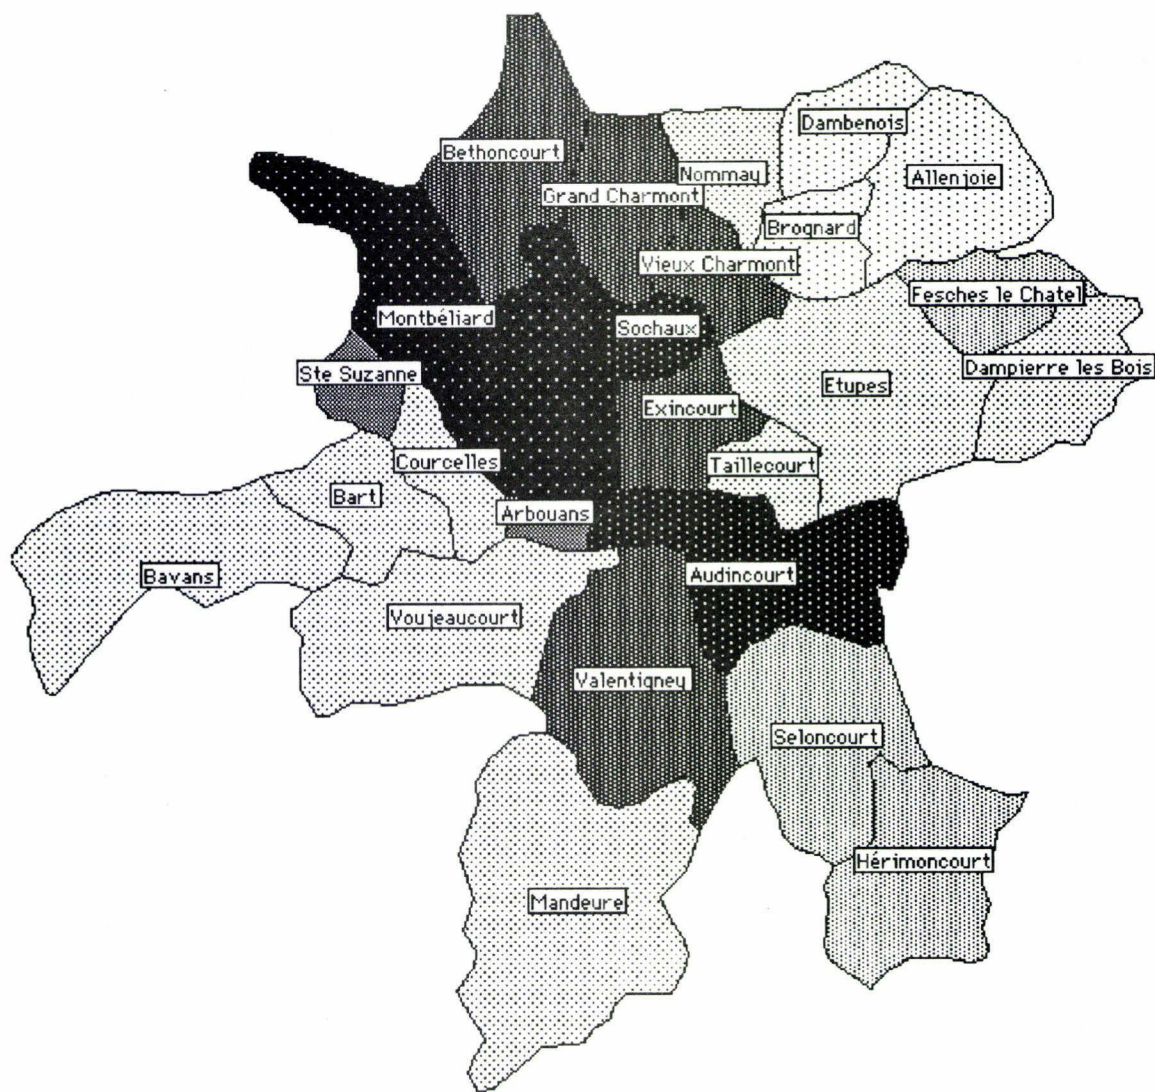 Dambenois
Bethoncourt
Nommay
Allenjoie
Grand Charmont
Brognard
Vieux Charmont
Fesches le Chatel
Montbéliard
Sochaux
Ste Suzanne
Dampierre les Bois
Etupes
Exincourt
Courcelles
Taillecourt
Bart
Arbouans
Bavans
Audincourt
Voujeaucourt
Valentigney
Seloncourt
Hérimoncourt
Mandeure